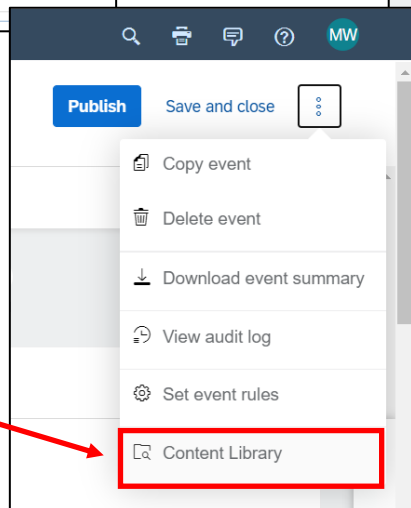 MW
Publish Save and close
Copy event
Delete event
Download event summary
View audit log
Set event rules
Content Library